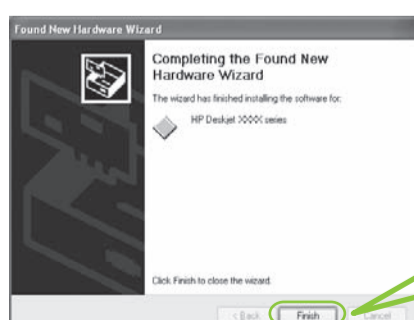 Found New Hardware Wizard
Completing the Found New
Hardware Wizard
The wizard has finished installing the software for:
HP Deskjet XXXX series
Click Finish to close the wizard.
< Back Finish Cancel